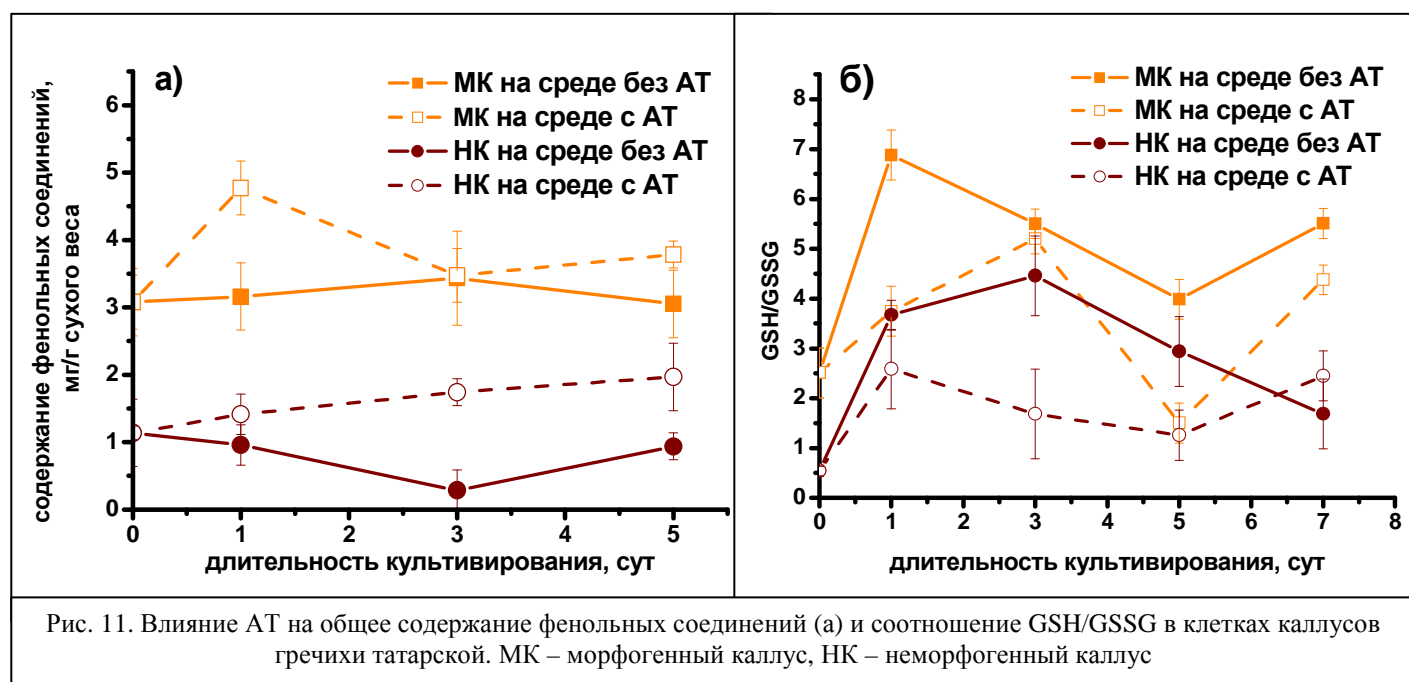 а)
МК на среде без АТ
МК на среде с АТ
НК на среде без АТ
НК на среде с АТ
содержание фенольных соединений,
мг/г сухого веса
6
5
4
3
2
1
0
0 1 2 3 4 5
длительность культивирования, сут
б)
МК на среде без АТ
МК на среде с АТ
НК на среде без АТ
НК на среде с АТ
GSH/GSSG
8
7
6
5
4
3
2
1
0
0 1 2 3 4 5 6 7 8
длительность культивирования, сут
Рис. 11. Влияние АТ на общее содержание фенольных соединений (а) и соотношение GSH/GSSG в клетках каллусов
гречихи татарской. МК – морфогенный каллус, НК – неморфогенный каллус